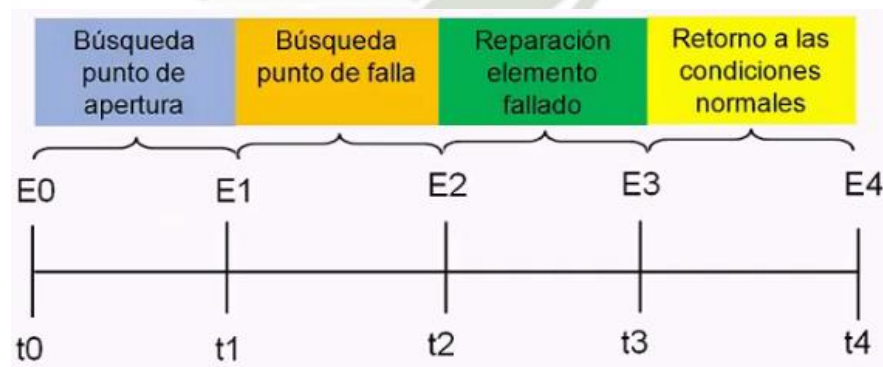 Búsqueda
punto de
apertura
Búsqueda
punto de falla
Reparación
elemento
fallado
Retorno a las
condiciones
normales
E0 E1 E2 E3 E4
t0 t1 t2 t3 t4